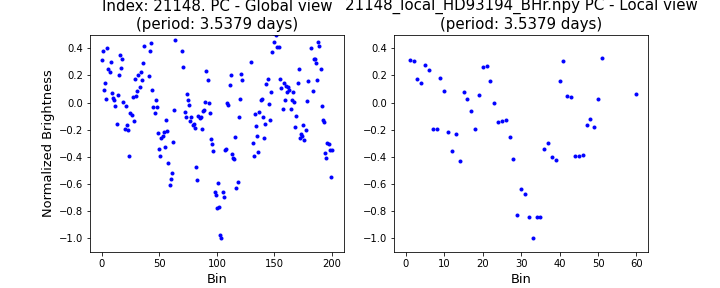 Index: 21148. PC - Global view
(period: 3.5379 days)
21148_local_HD93194_BHr.npy PC - Local view
(period: 3.5379 days)
Normalized Brightness
0.4
0.2
0.0
−0.2
−0.4
−0.6
−0.8
−1.0
0 50 100 150 200
Bin
0.4
0.2
0.0
−0.2
−0.4
−0.6
−0.8
−1.0
0 10 20 30 40 50 60
Bin